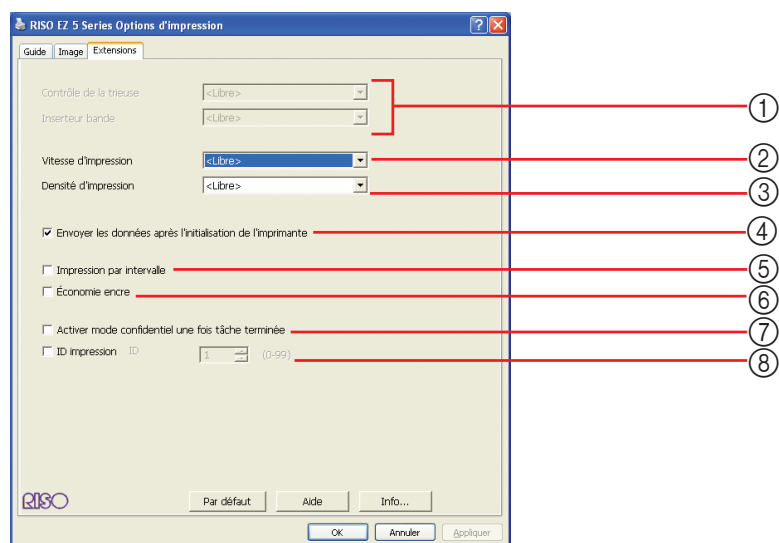 RISO EZ 5 Series Options d'impression
Guide Image Extensions
Contrôle de la trieuse <Libre>
①
Inserteur bande <Libre>
Vitesse d'impression <Libre> ②
Densité d'impression <Libre> ③
Envoyer les données après l'initialisation de l'imprimante ④
Impression par intervalle ⑤
Économie encre ⑥
Activer mode confidentiel une fois tâche terminée ⑦
ID impression ID 1 (0-99) ⑧
RISO Par défaut Aide Info...
OK Annuler Appliquer